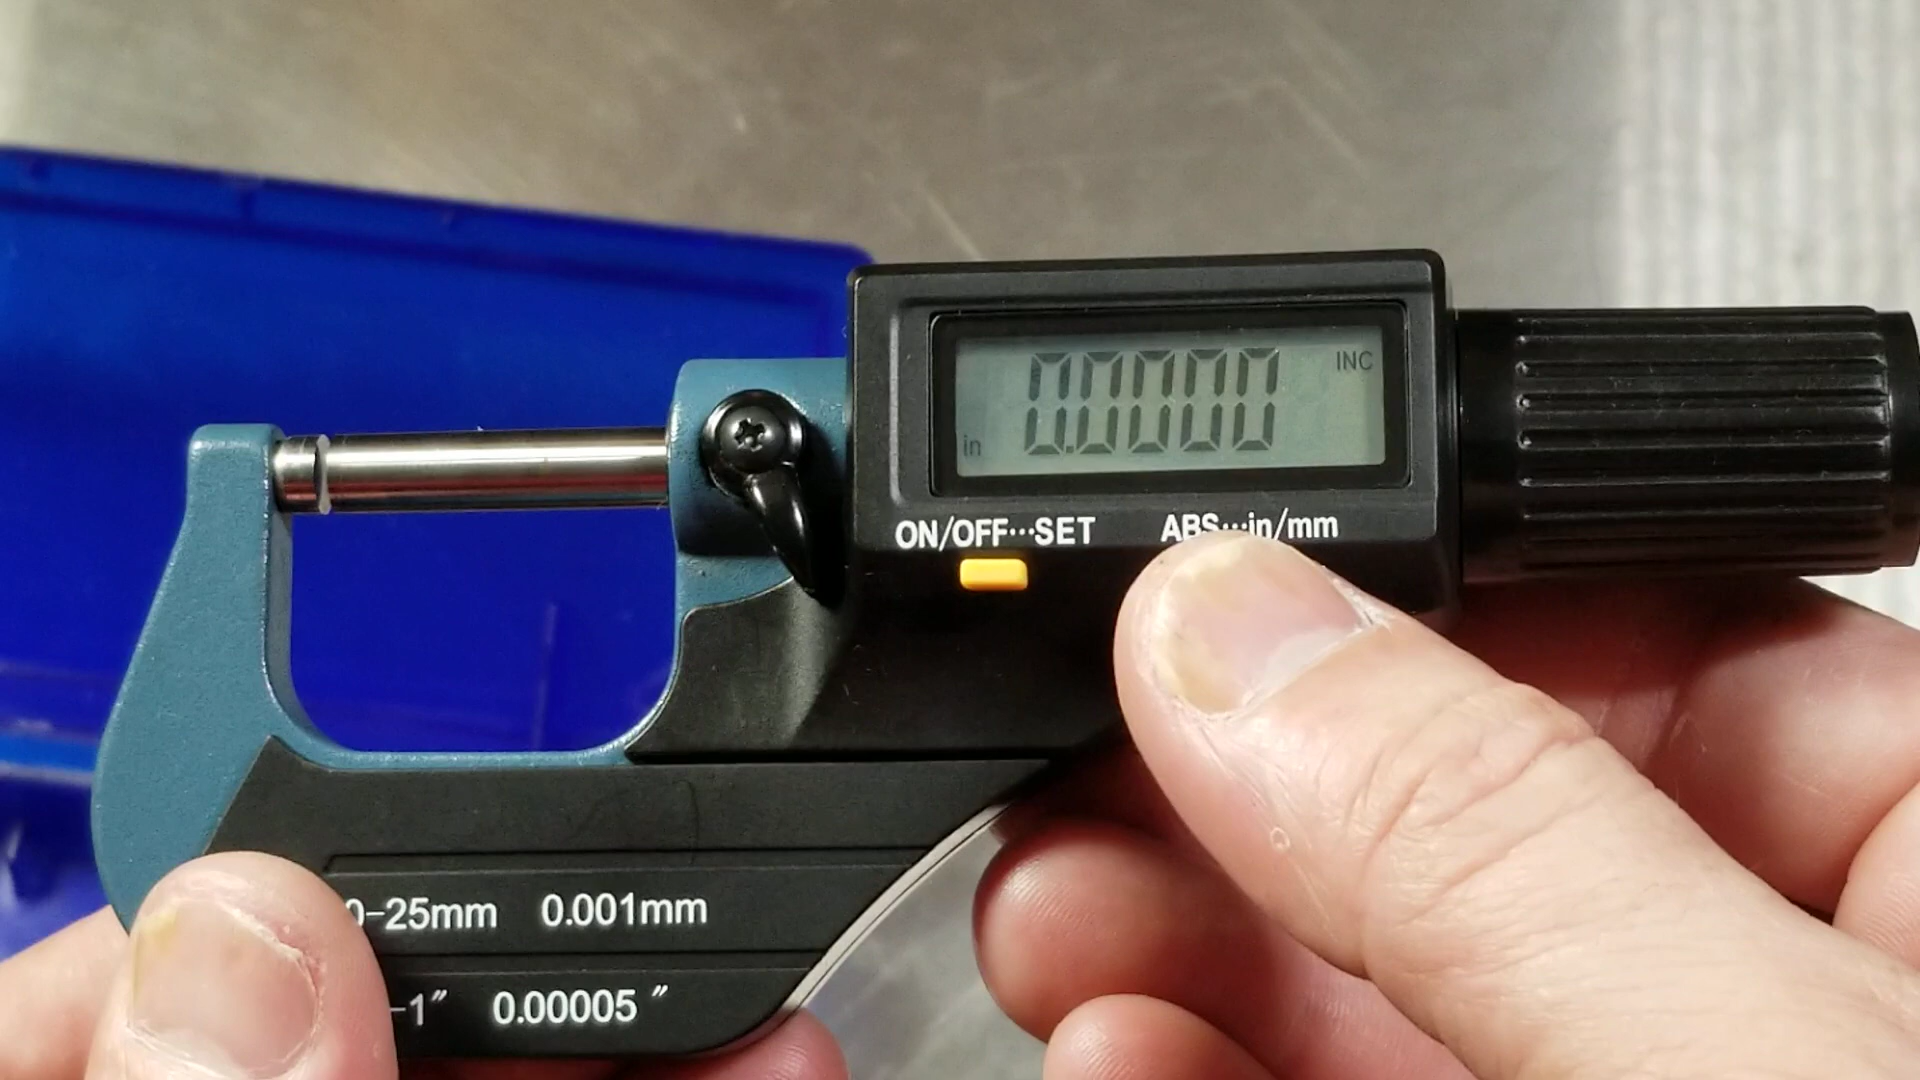 0.0000
INC
in
ON/OFF···SET ABS···in/mm
0-25mm 0.001mm
-1" 0.00005"